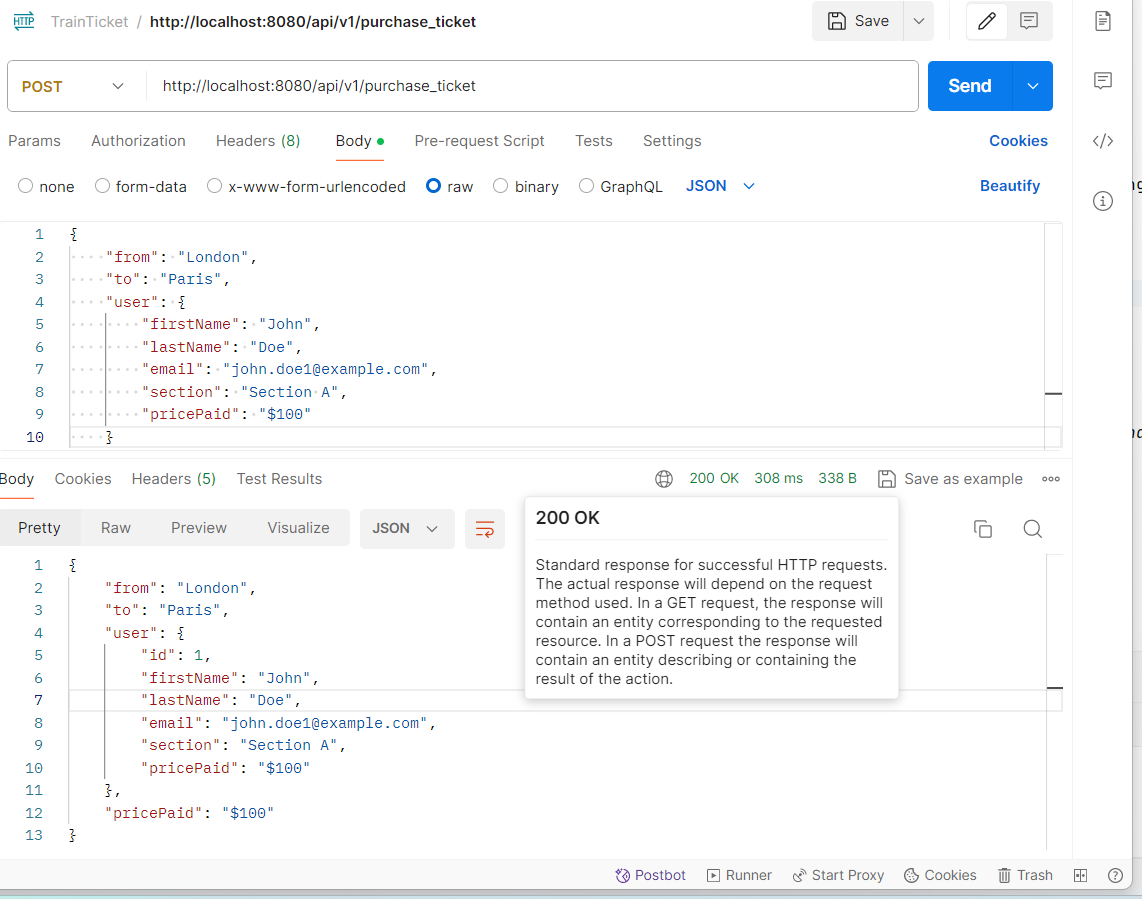 HTTP TrainTicket / http://localhost:8080/api/v1/purchase_ticket Save
POST http://localhost:8080/api/v1/purchase_ticket Send
Params Authorization Headers (8) Body Pre-request Script Tests Settings Cookies
none form-data x-www-form-urlencoded raw binary GraphQL JSON Beautify
1 {
2 "from": "London",
3 "to": "Paris",
4 "user": {
5 "firstName": "John",
6 "lastName": "Doe",
7 "email": "john.doe1@example.com",
8 "section": "Section A",
9 "pricePaid": "$100"
10 }
Body Cookies Headers (5) Test Results 200 OK 308 ms 338 B Save as example
Pretty Raw Preview Visualize JSON
200 OK
Standard response for successful HTTP requests.
The actual response will depend on the request
method used. In a GET request, the response will
contain an entity corresponding to the requested
resource. In a POST request the response will
contain an entity describing or containing the
result of the action.
1 {
2 "from": "London",
3 "to": "Paris",
4 "user": {
5 "id": 1,
6 "firstName": "John",
7 "lastName": "Doe",
8 "email": "john.doe1@example.com",
9 "section": "Section A",
10 "pricePaid": "$100"
11 },
12 "pricePaid": "$100"
13 }
Postbot Runner Start Proxy Cookies Trash